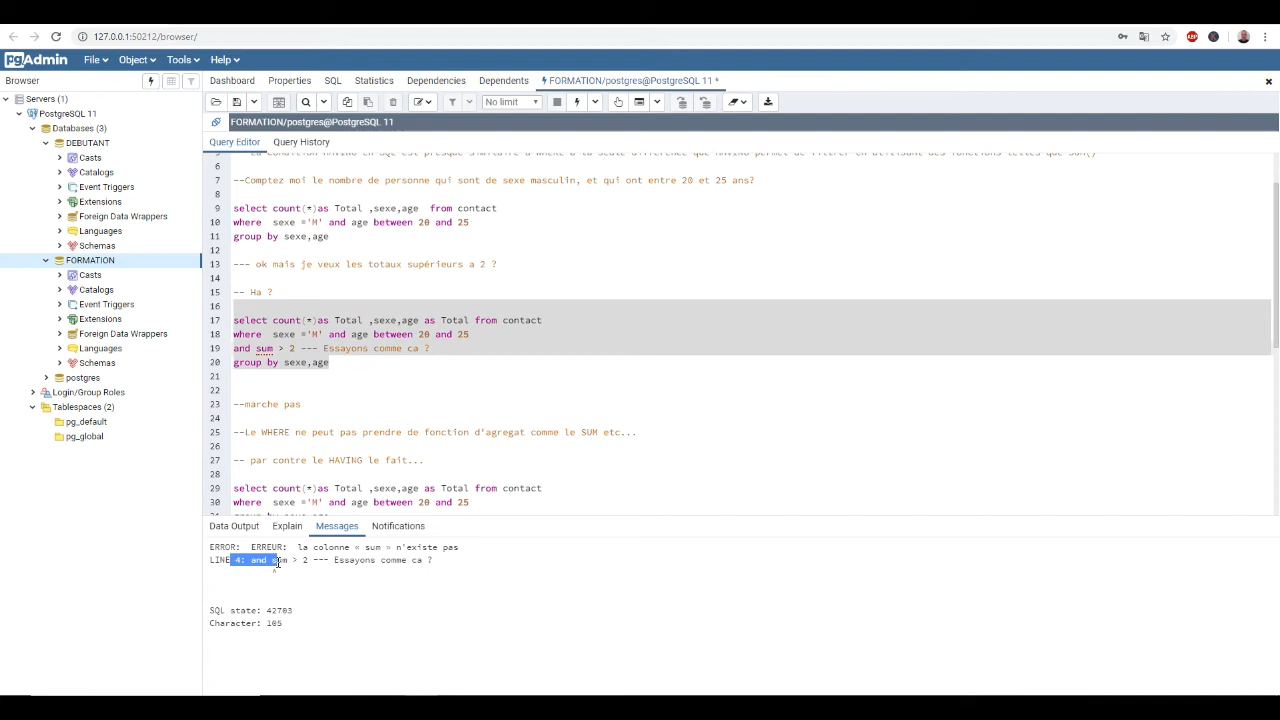 127.0.0.1:50212/browser/
pgAdmin File Object Tools Help
Browser
Dashboard Properties SQL Statistics Dependencies Dependents FORMATION/postgres@PostgreSQL 11 *
Servers (1)
PostgreSQL 11
Databases (3)
DEBUTANT
Casts
Catalogs
Event Triggers
Extensions
Foreign Data Wrappers
Languages
Schemas
FORMATION
Casts
Catalogs
Event Triggers
Extensions
Foreign Data Wrappers
Languages
Schemas
postgres
Login/Group Roles
Tablespaces (2)
pg_default
pg_global
No limit
FORMATION/postgres@PostgreSQL 11
Query Editor Query History
6
7 --Comptez moi le nombre de personne qui sont de sexe masculin, et qui ont entre 20 et 25 ans?
8
9 select count(*)as Total ,sexe,age from contact
10 where sexe ='M' and age between 20 and 25
11 group by sexe,age
12
13 --- ok mais je veux les totaux supérieurs a 2 ?
14
15 -- Ha ?
16
17 select count(*)as Total ,sexe,age as Total from contact
18 where sexe ='M' and age between 20 and 25
19 and sum > 2 --- Essayons comme ca ?
20 group by sexe,age
21
22
23 --marche pas
24
25 --Le WHERE ne peut pas prendre de fonction d'agregat comme le SUM etc...
26
27 -- par contre le HAVING le fait...
28
29 select count(*)as Total ,sexe,age as Total from contact
30 where sexe ='M' and age between 20 and 25
Data Output Explain Messages Notifications
ERROR: ERREUR: la colonne « sum » n'existe pas
LINE 4: and sum > 2 --- Essayons comme ca ?
^
SQL state: 42703
Character: 105